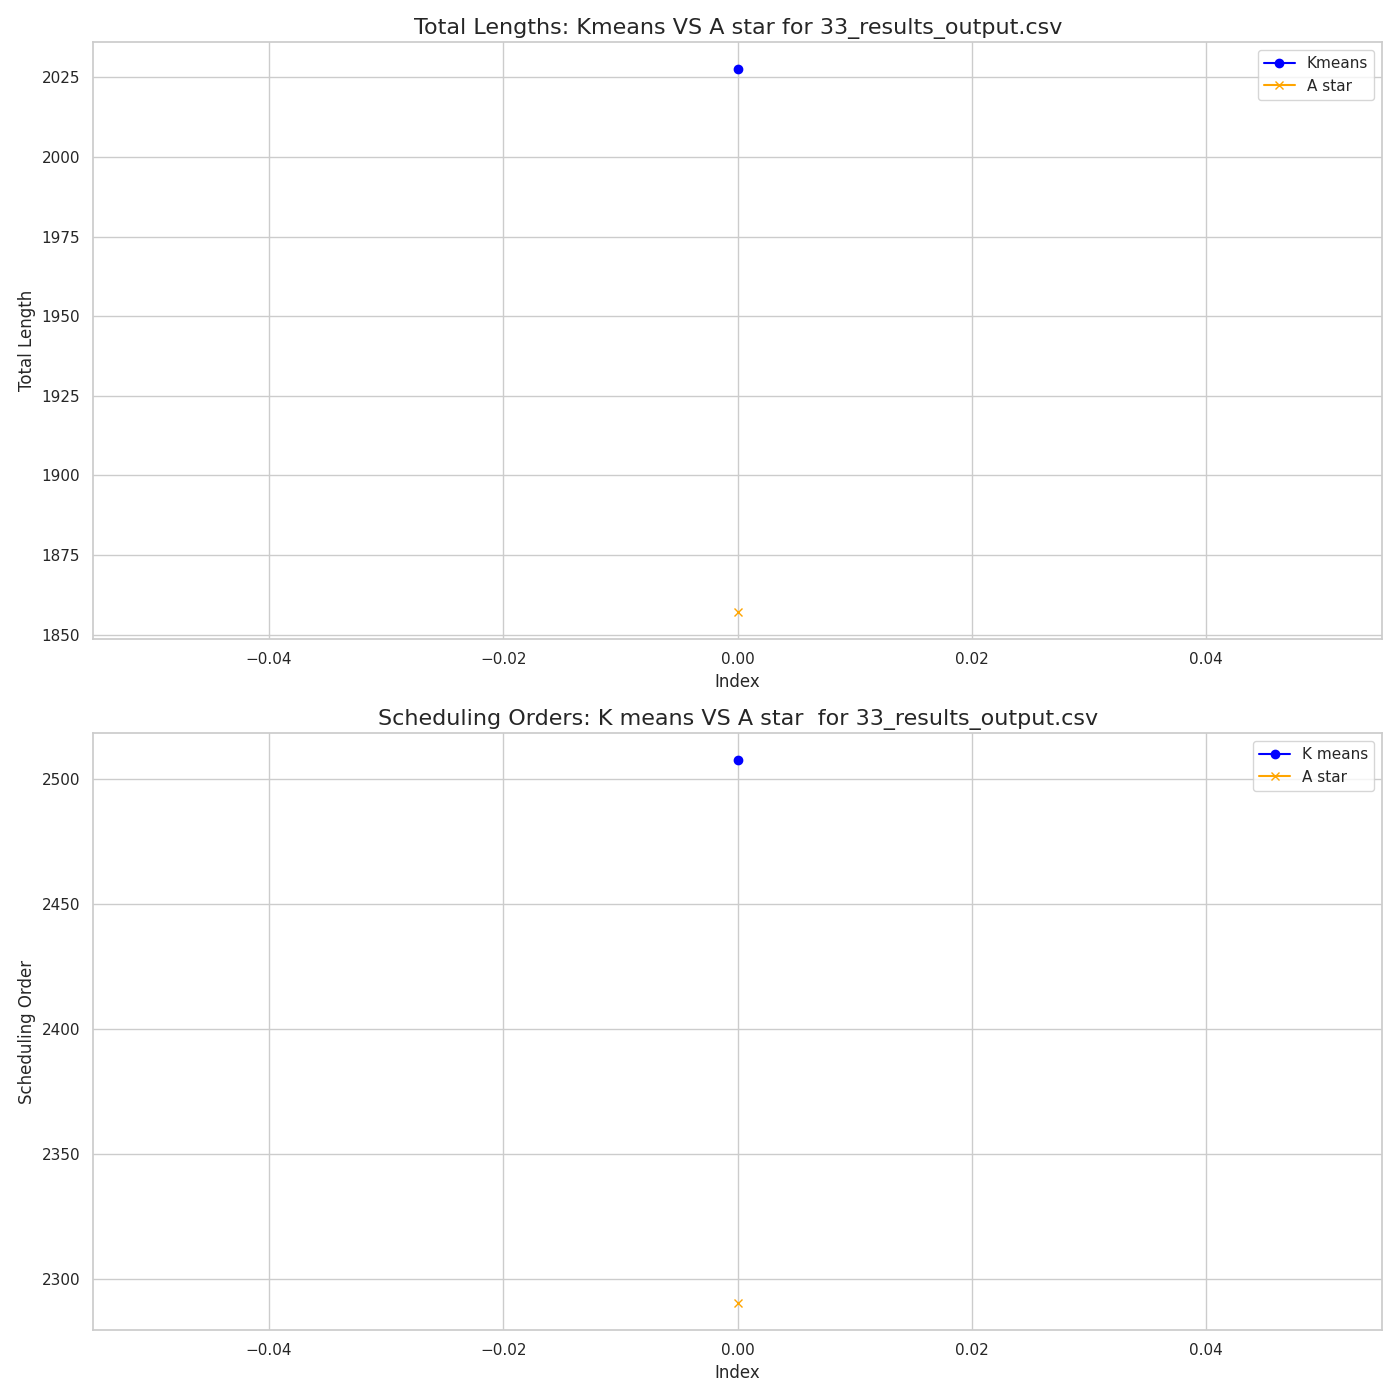 Total Lengths: Kmeans VS A star for 33_results_output.csv
Kmeans
A star
Total Length
2025
2000
1975
1950
1925
1900
1875
1850
−0.04 −0.02 0.00 0.02 0.04
Index
Scheduling Orders: K means VS A star  for 33_results_output.csv
K means
A star
Scheduling Order
2500
2450
2400
2350
2300
−0.04 −0.02 0.00 0.02 0.04
Index